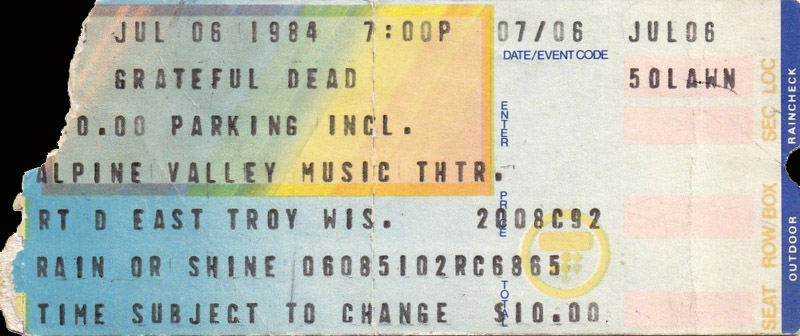 JUL 06 1984 7:00P 07/06 JUL06
DATE/EVENT CODE
GRATEFUL DEAD 50LAWN
0.00 PARKING INCL.
ALPINE VALLEY MUSIC THTR.
RT D EAST TROY WIS. 2008C92
RAIN OR SHINE 06085102RC6865
TIME SUBJECT TO CHANGE $10.00
ENTER
PRICE
TOTAL
SEC LOC
ROW/BOX
SEAT
RAINCHECK
OUTDOOR